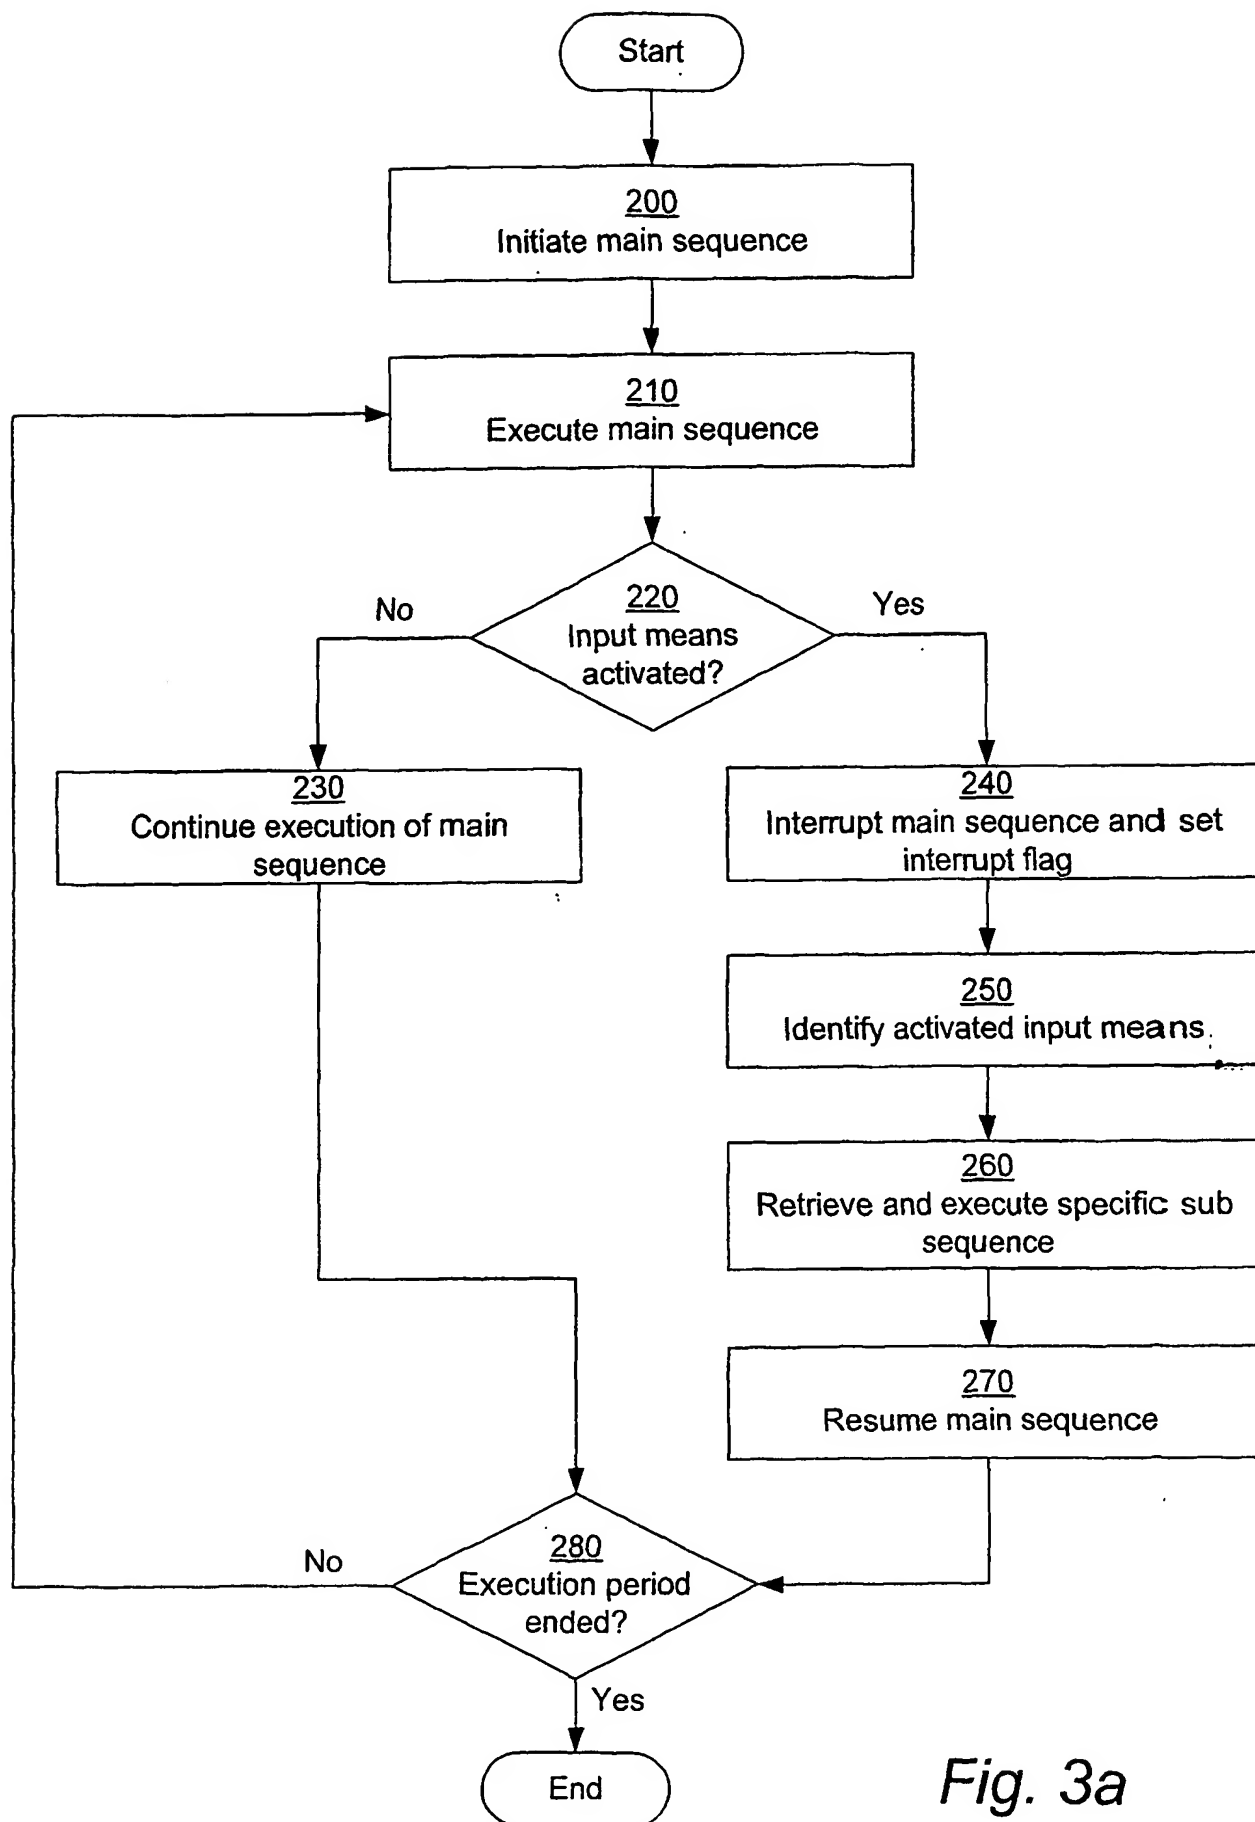 Start
200
Initiate main sequence
210
Execute main sequence
220
Input means
activated?
No
Yes
230
Continue execution of main
sequence
240
Interrupt main sequence and set
interrupt flag
250
Identify activated input means
260
Retrieve and execute specific sub
sequence
270
Resume main sequence
280
Execution period
ended?
No
Yes
End
Fig. 3a